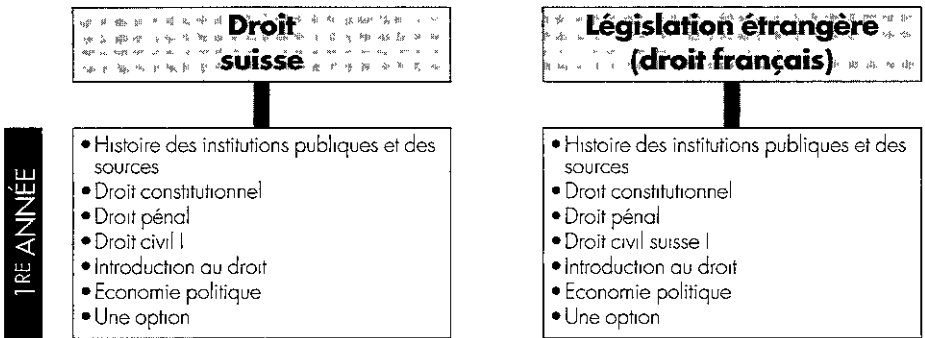 Droit
suisse
Législation étrangère
(droit français)
1RE ANNÉE
• Histoire des institutions publiques et des
sources
• Droit constitutionnel
• Droit pénal
• Droit civil I
• Introduction au droit
• Economie politique
• Une option
• Histoire des institutions publiques et des
sources
• Droit constitutionnel
• Droit pénal
• Droit civil suisse I
• Introduction au droit
• Economie politique
• Une option